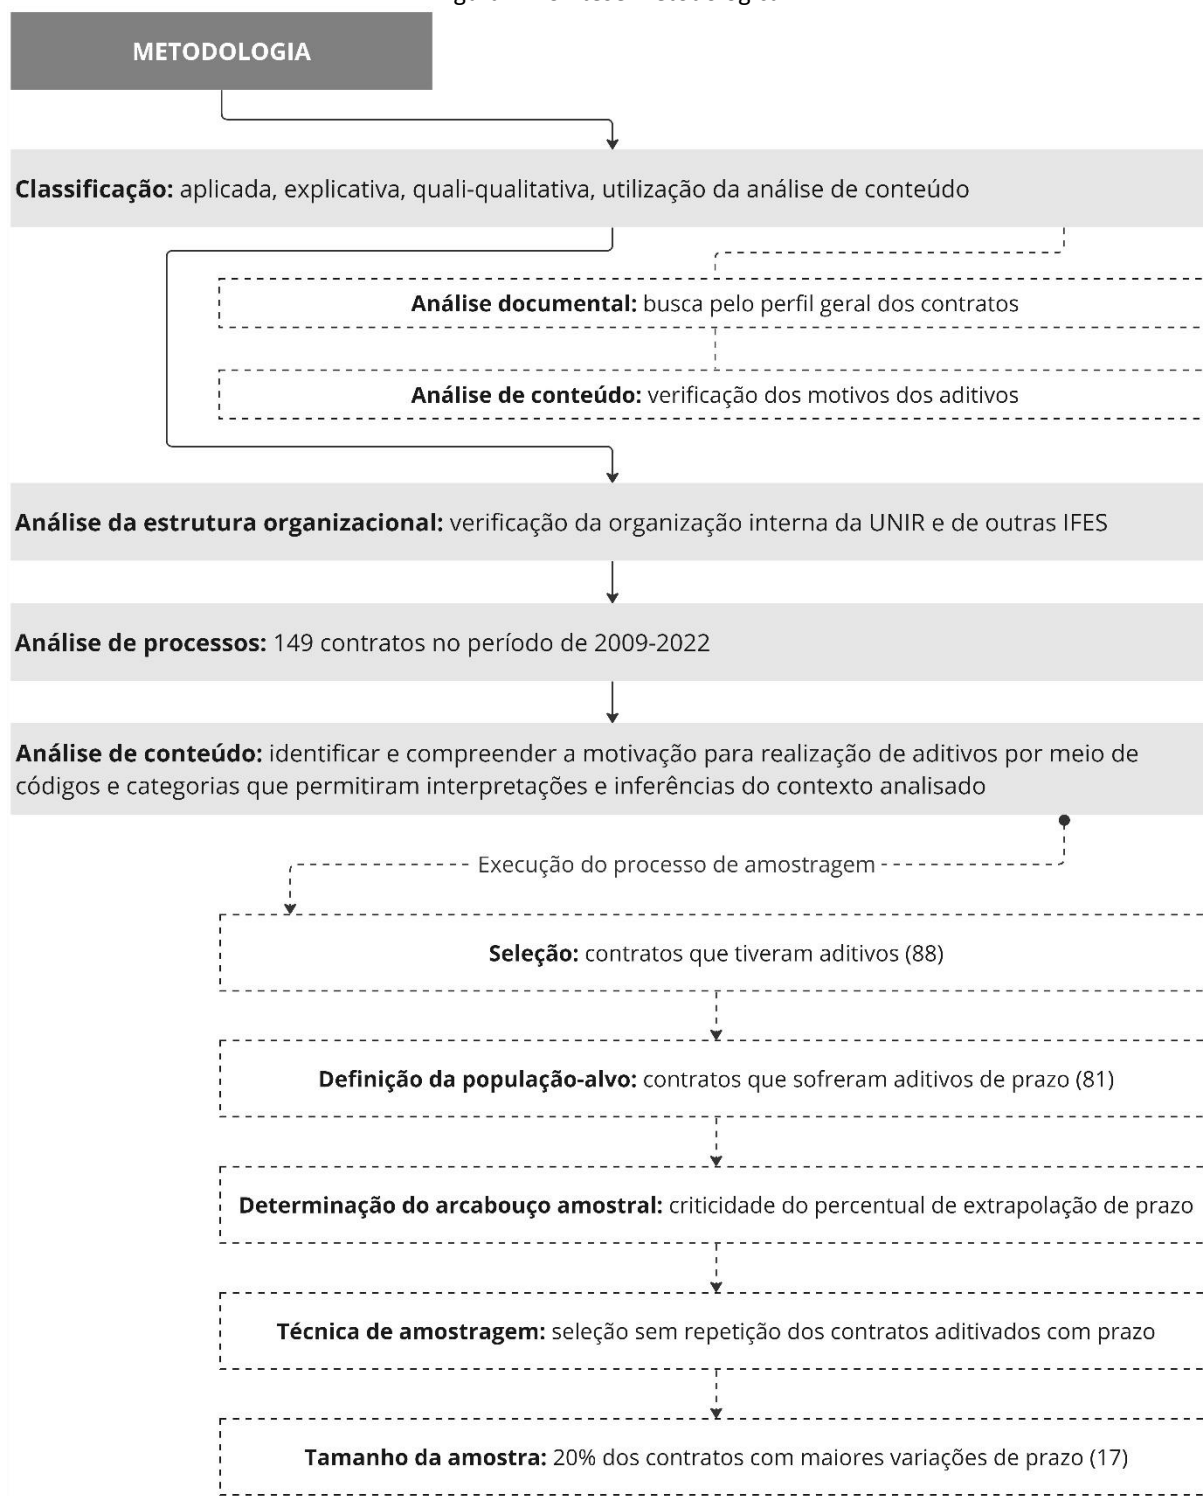 METODOLOGIA
Classificação: aplicada, explicativa, quali-qualitativa, utilização da análise de conteúdo
Análise documental: busca pelo perfil geral dos contratos
Análise de conteúdo: verificação dos motivos dos aditivos
Análise da estrutura organizacional: verificação da organização interna da UNIR e de outras IFES
Análise de processos: 149 contratos no período de 2009-2022
Análise de conteúdo: identificar e compreender a motivação para realização de aditivos por meio de
códigos e categorias que permitiram interpretações e inferências do contexto analisado
Execução do processo de amostragem
Seleção: contratos que tiveram aditivos (88)
Definição da população-alvo: contratos que sofreram aditivos de prazo (81)
Determinação do arcabouço amostral: criticidade do percentual de extrapolação de prazo
Técnica de amostragem: seleção sem repetição dos contratos aditivados com prazo
Tamanho da amostra: 20% dos contratos com maiores variações de prazo (17)